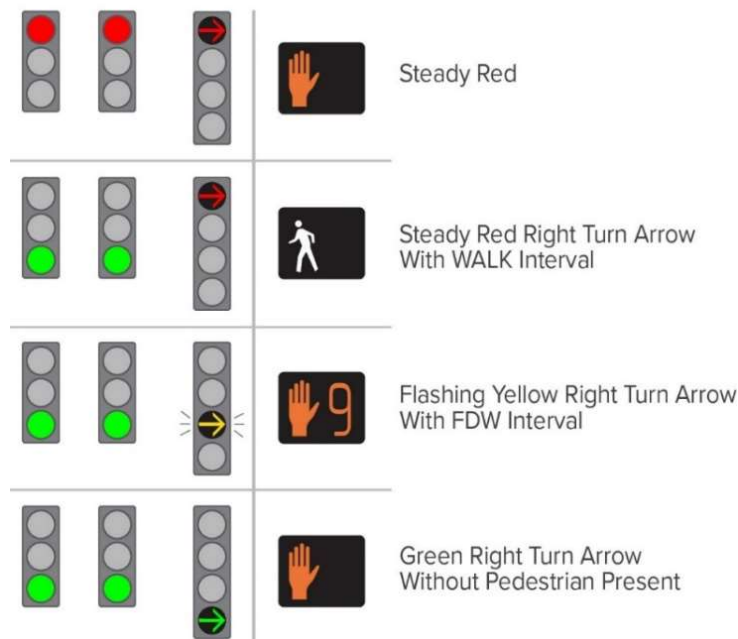 Steady Red
Steady Red Right Turn Arrow
With WALK Interval
9
Flashing Yellow Right Turn Arrow
With FDW Interval
Green Right Turn Arrow
Without Pedestrian Present